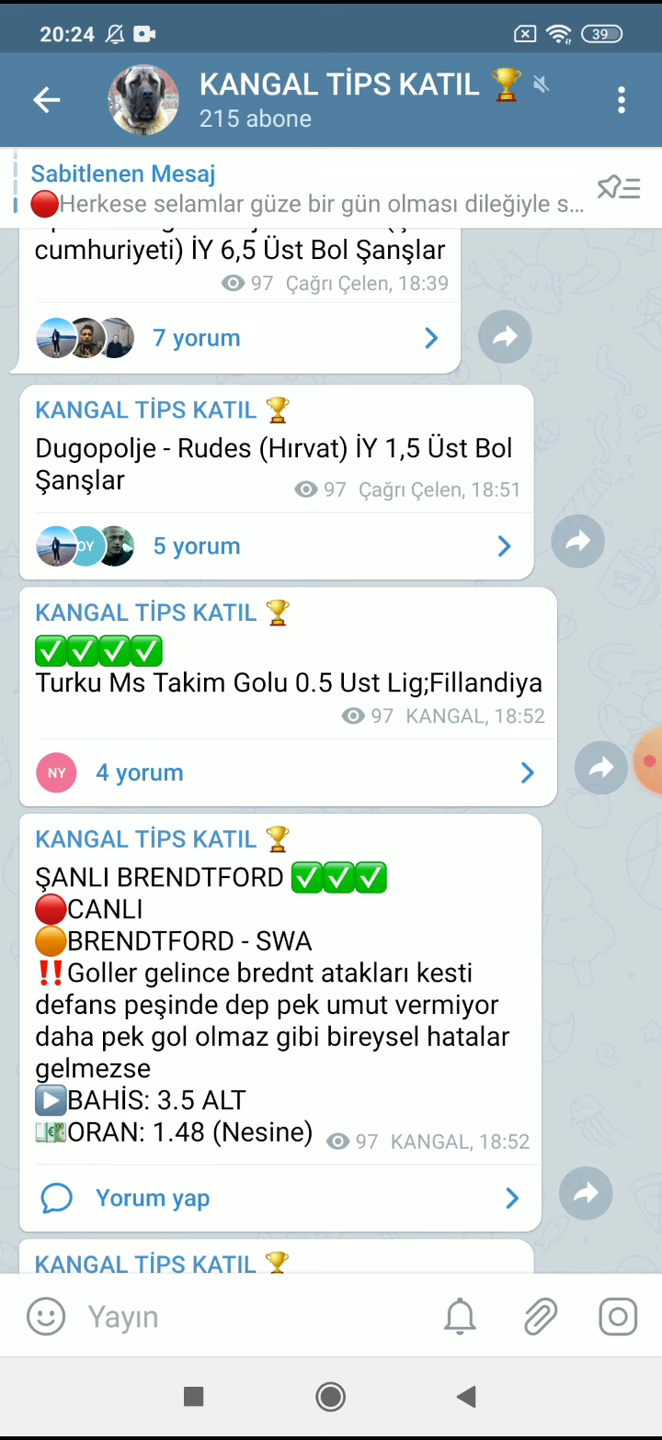 20:24
39
KANGAL TİPS KATIL 🏆
215 abone
Sabitlenen Mesaj
🔴Herkese selamlar güze bir gün olması dileğiyle s...
cumhuriyeti) İY 6,5 Üst Bol Şanşlar
97 Çağrı Çelen, 18:39
7 yorum
KANGAL TİPS KATIL 🏆
Dugopolje - Rudes (Hırvat) İY 1,5 Üst Bol
Şanşlar
97 Çağrı Çelen, 18:51
OY
5 yorum
KANGAL TİPS KATIL 🏆
✅✅✅✅
Turku Ms Takim Golu 0.5 Ust Lig;Fillandiya
97 KANGAL, 18:52
NY
4 yorum
KANGAL TİPS KATIL 🏆
ŞANLI BRENDTFORD ✅✅✅
🔴CANLI
🟠BRENDTFORD - SWA
‼️Goller gelince brednt atakları kesti
defans peşinde dep pek umut vermiyor
daha pek gol olmaz gibi bireysel hatalar
gelmezse
▶️BAHİS: 3.5 ALT
💶ORAN: 1.48 (Nesine)
97 KANGAL, 18:52
Yorum yap
KANGAL TİPS KATIL 🏆
Yayın